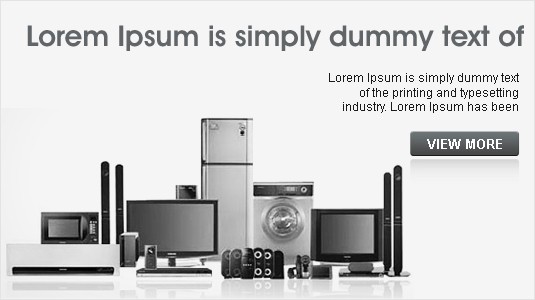 Lorem Ipsum is simply dummy text of
Lorem Ipsum is simply dummy text
of the printing and typesetting
industry. Lorem Ipsum has been
VIEW MORE